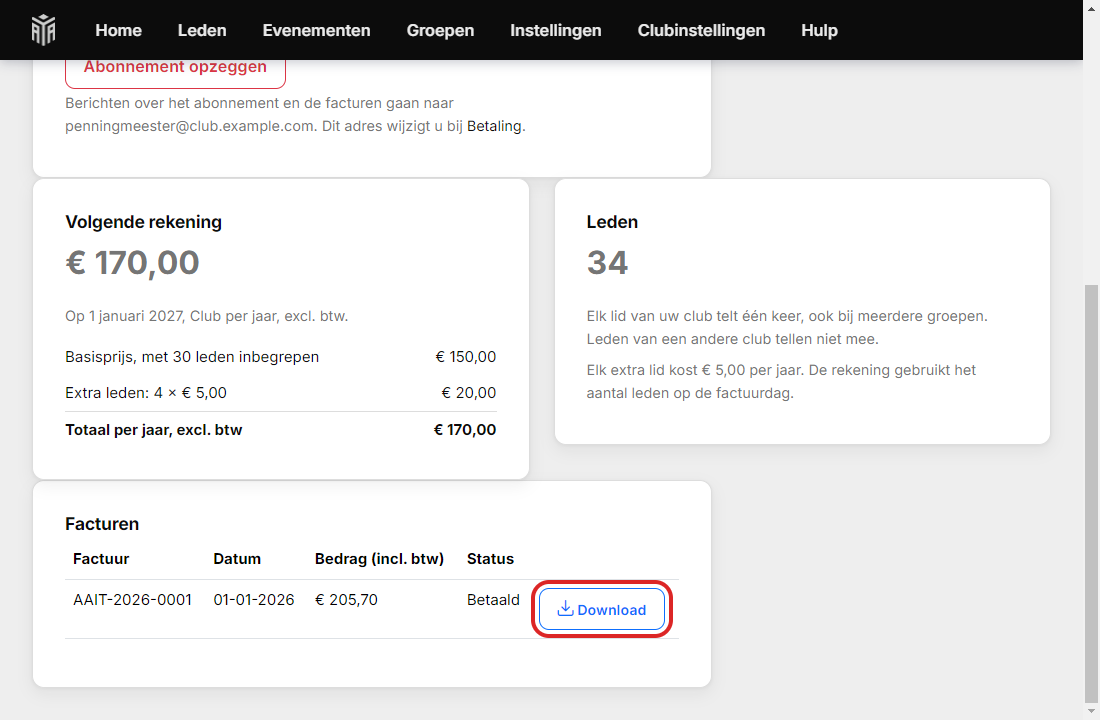 Home Leden Evenementen Groepen Instellingen Clubinstellingen Hulp
Abonnement opzeggen
Berichten over het abonnement en de facturen gaan naar
penningmeester@club.example.com. Dit adres wijzigt u bij Betaling.
Volgende rekening
€ 170,00
Op 1 januari 2027, Club per jaar, excl. btw.
Basisprijs, met 30 leden inbegrepen € 150,00
Extra leden: 4 × € 5,00 € 20,00
Totaal per jaar, excl. btw € 170,00
Leden
34
Elk lid van uw club telt één keer, ook bij meerdere groepen.
Leden van een andere club tellen niet mee.
Elk extra lid kost € 5,00 per jaar. De rekening gebruikt het
aantal leden op de factuurdag.
Facturen
Factuur Datum Bedrag (incl. btw) Status
AAIT-2026-0001 01-01-2026 € 205,70 Betaald Download